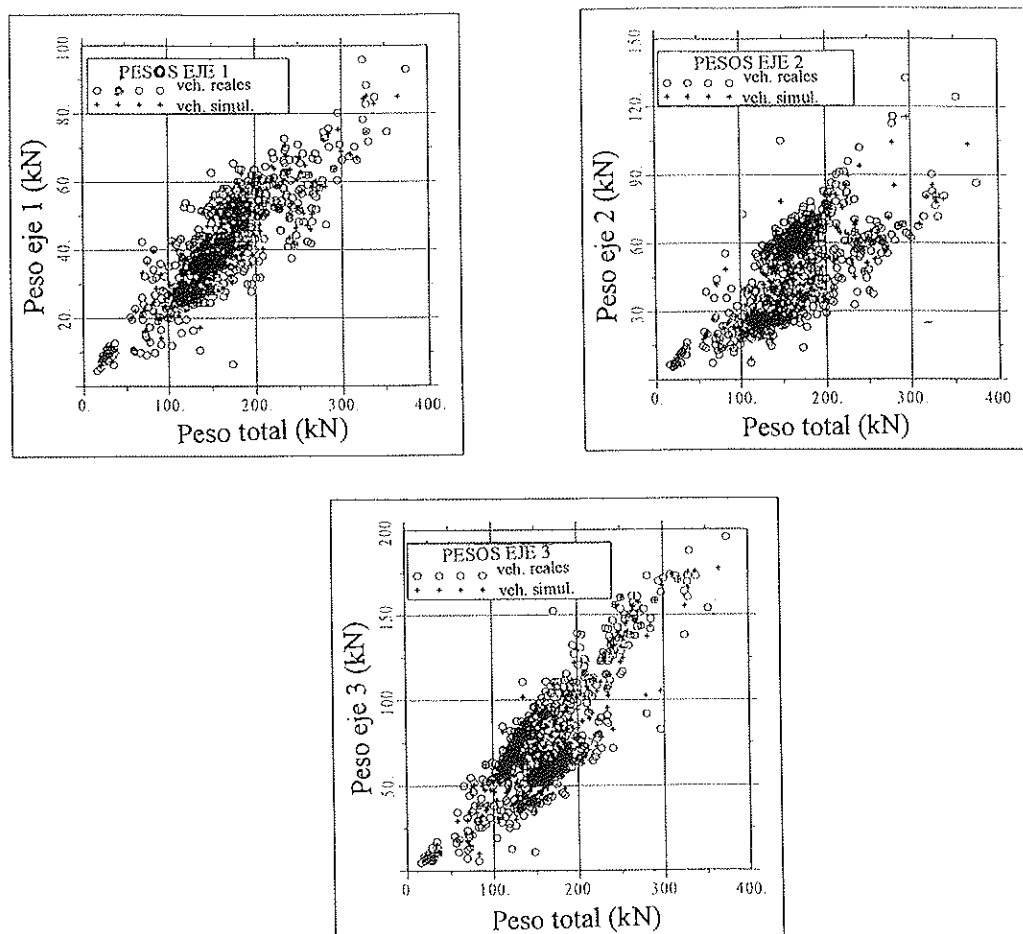 PESOS EJE 1
veh. reales
veh. simul.
Peso eje 1 (kN)
100
80.
60.
40.
20.
0.
100.
200.
300.
400.
Peso total (kN)
PESOS EJE 2
veh. reales
veh. simul.
Peso eje 2 (kN)
150
120.
90.
60.
30.
0.
100.
200.
300.
400
Peso total (kN)
PESOS EJE 3
veh. reales
veh. simul.
Peso eje 3 (kN)
200
150.
100.
50.
0
100.
200.
300.
400.
Peso total (kN)